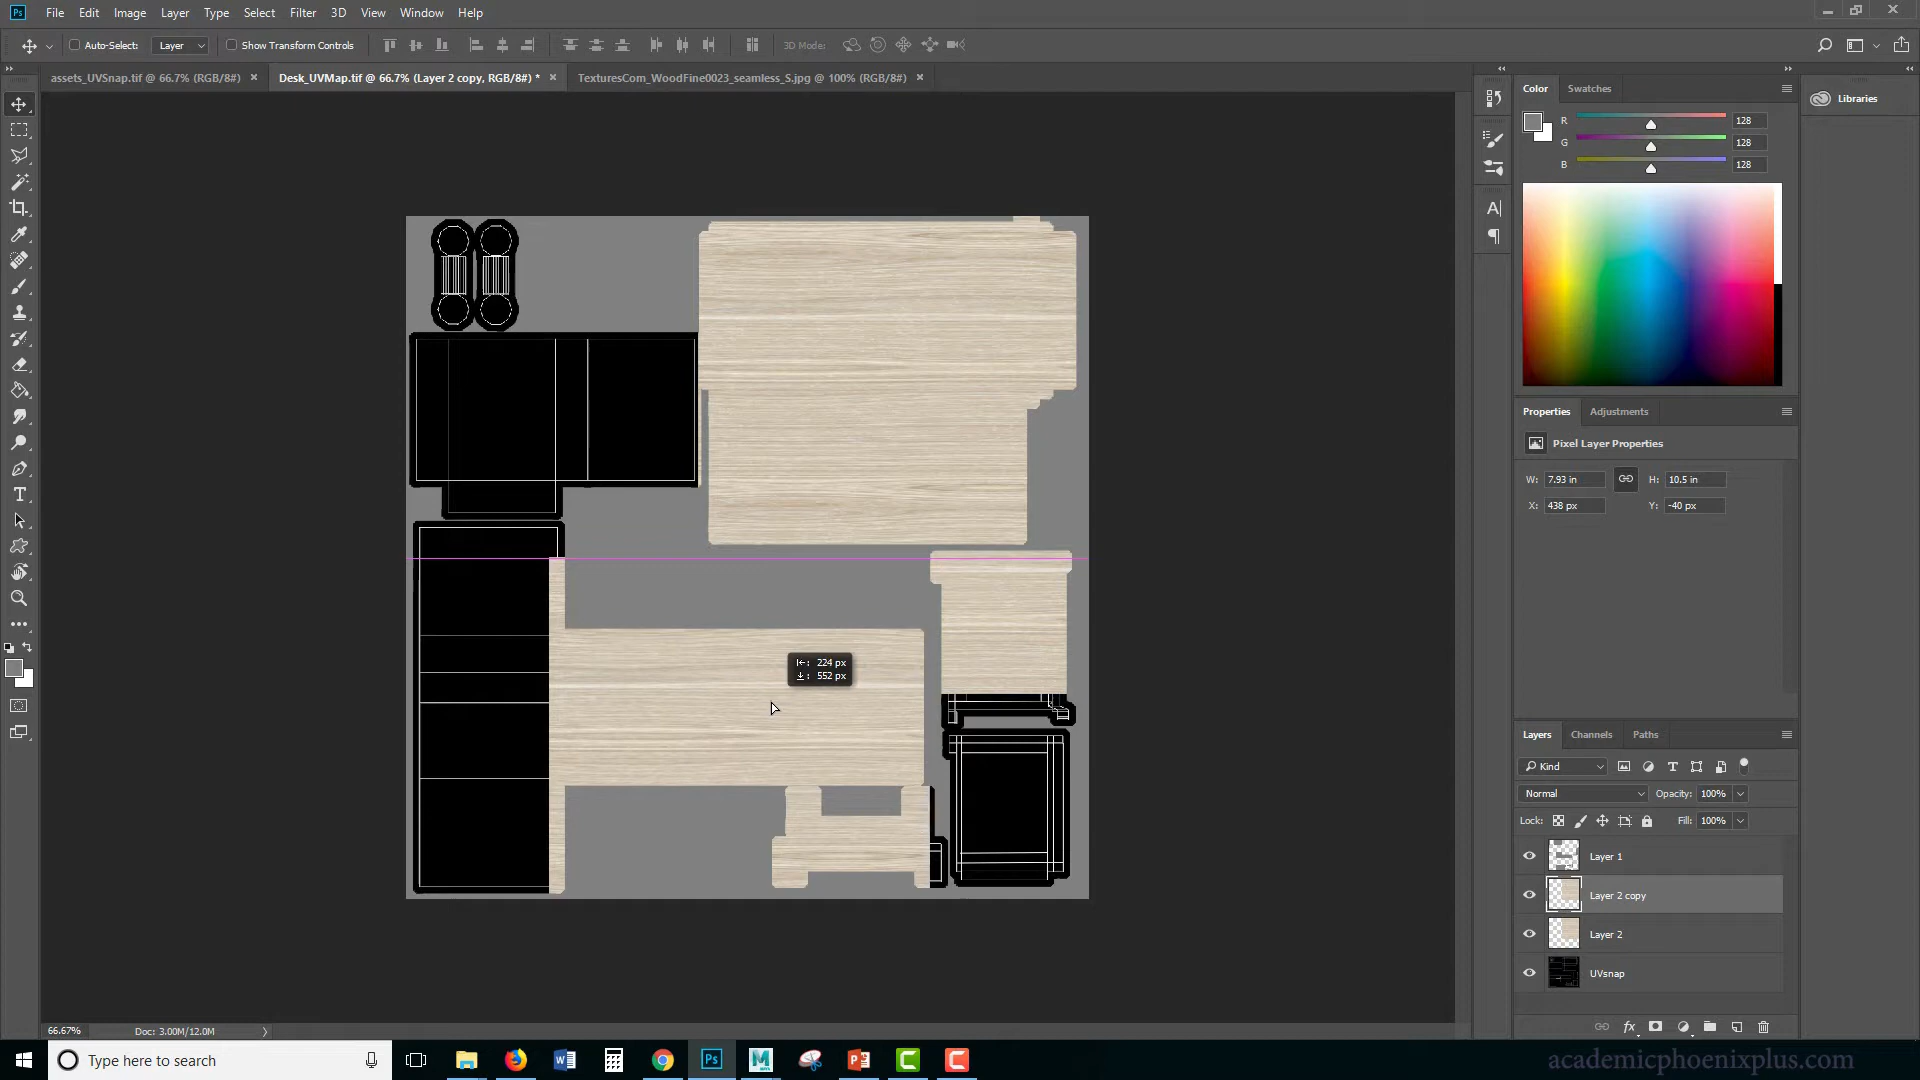 Ps File Edit Image Layer Type Select Filter 3D View Window Help
Auto-Select: Layer Show Transform Controls 3D Mode:
assets_UVSnap.tif @ 66.7% (RGB/8#) Desk_UVMap.tif @ 66.7% (Layer 2 copy, RGB/8#) * TexturesCom_WoodFine0023_seamless_S.jpg @ 100% (RGB/8#)
Color Swatches
Libraries
R 128
G 128
B 128
Properties Adjustments
Pixel Layer Properties
W: 7.93 in H: 10.5 in
X: 438 px Y: -40 px
224 px
552 px
Layers Channels Paths
Kind
Normal Opacity: 100%
Lock: Fill: 100%
Layer 1
Layer 2 copy
Layer 2
UVsnap
66.67% Doc: 3.00M/12.0M
Type here to search
academicphoenixplus.com